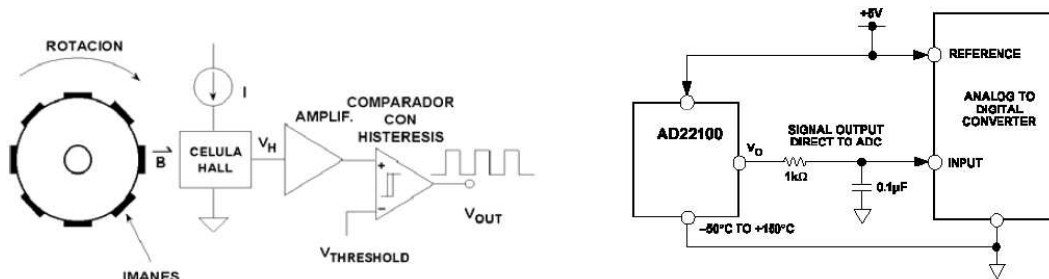 ROTACION
I
AMPLIF.
COMPARADOR
CON
HISTERESIS
B
CELULA
HALL
V_H
+
−
V_OUT
V_THRESHOLD
IMANES
+5V
REFERENCE
ANALOG TO
DIGITAL
CONVERTER
AD22100
SIGNAL OUTPUT
DIRECT TO ADC
V_O
1kΩ
INPUT
0.1μF
–50°C TO +150°C